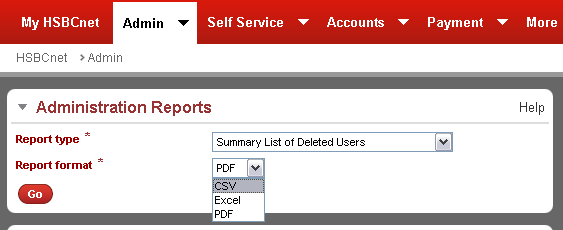 My HSBCnet Admin Self Service Accounts Payment More
HSBCnet > Admin
Administration Reports Help
Report type * Summary List of Deleted Users
Report format * PDF
CSV
Go Excel
PDF